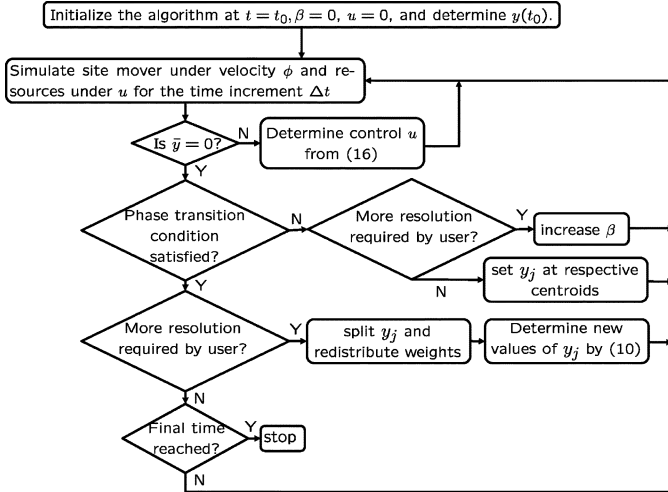 Initialize the algorithm at t = t₀, β = 0, u = 0, and determine y(t₀).
Simulate site mover under velocity ϕ and re-
sources under u for the time increment Δt
Is ȳ = 0?
N
Determine control u
from (16)
Y
Phase transition
condition
satisfied?
N
More resolution
required by user?
Y
increase β
N
set yⱼ at respective
centroids
Y
More resolution
required by user?
Y
split yⱼ and
redistribute weights
Determine new
values of yⱼ by (10)
N
Final time
reached?
Y
stop
N